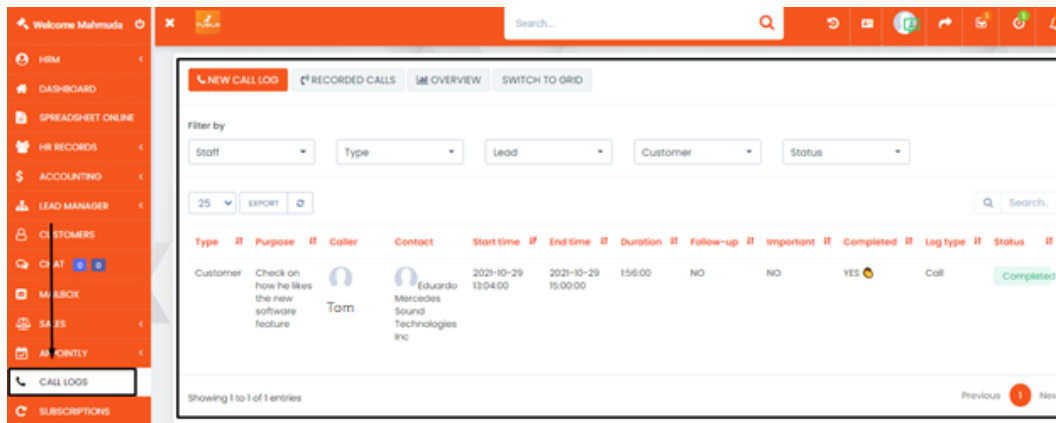 Welcome Mahmuda
Search...
HRM
DASHBOARD
SPREADSHEET ONLINE
HR RECORDS
ACCOUNTING
LEAD MANAGER
CUSTOMERS
CHAT 0 0
MAILBOX
SALES
APPOINTLY
CALL LOGS
SUBSCRIPTIONS
NEW CALL LOG RECORDED CALLS OVERVIEW SWITCH TO GRID
Filter by
Staff Type Lead Customer Status
25 EXPORT Search..
Type Purpose Caller Contact Start time End time Duration Follow-up Important Completed Log type Status
Customer Check on how he likes the new software feature
Tom
Eduardo Mercedes Sound Technologies Inc
2021-10-29 13:04:00
2021-10-29 15:00:00
1:56:00 NO NO YES Call Completed
Showing 1 to 1 of 1 entries
Previous 1 Nex